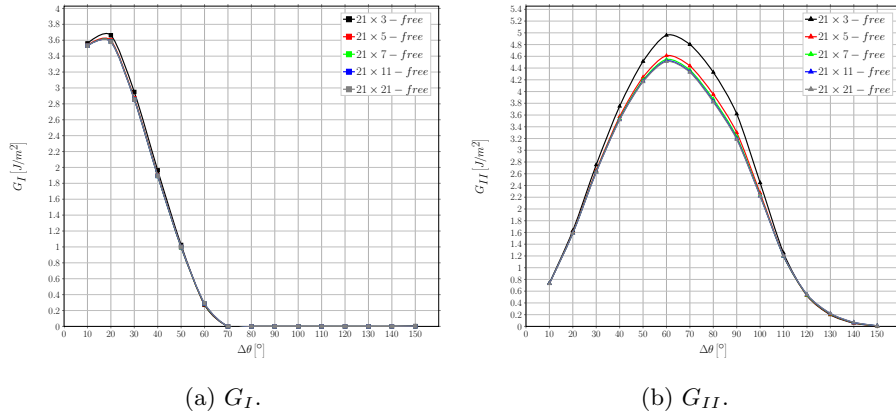 4
3.8
3.6
3.4
3.2
3
2.8
2.6
2.4
2.2
2
1.8
1.6
1.4
1.2
1
0.8
0.6
0.4
0.2
0
G_I [J/m²]
0 10 20 30 40 50 60 70 80 90 100 110 120 130 140 150
Δθ [°]
21 × 3 − free
21 × 5 − free
21 × 7 − free
21 × 11 − free
21 × 21 − free
(a) G_I.
5.4
5.2
5
4.8
4.6
4.4
4.2
4
3.8
3.6
3.4
3.2
3
2.8
2.6
2.4
2.2
2
1.8
1.6
1.4
1.2
1
0.8
0.6
0.4
0.2
0
G_II [J/m²]
0 10 20 30 40 50 60 70 80 90 100 110 120 130 140 150
Δθ [°]
21 × 3 − free
21 × 5 − free
21 × 7 − free
21 × 11 − free
21 × 21 − free
(b) G_II.